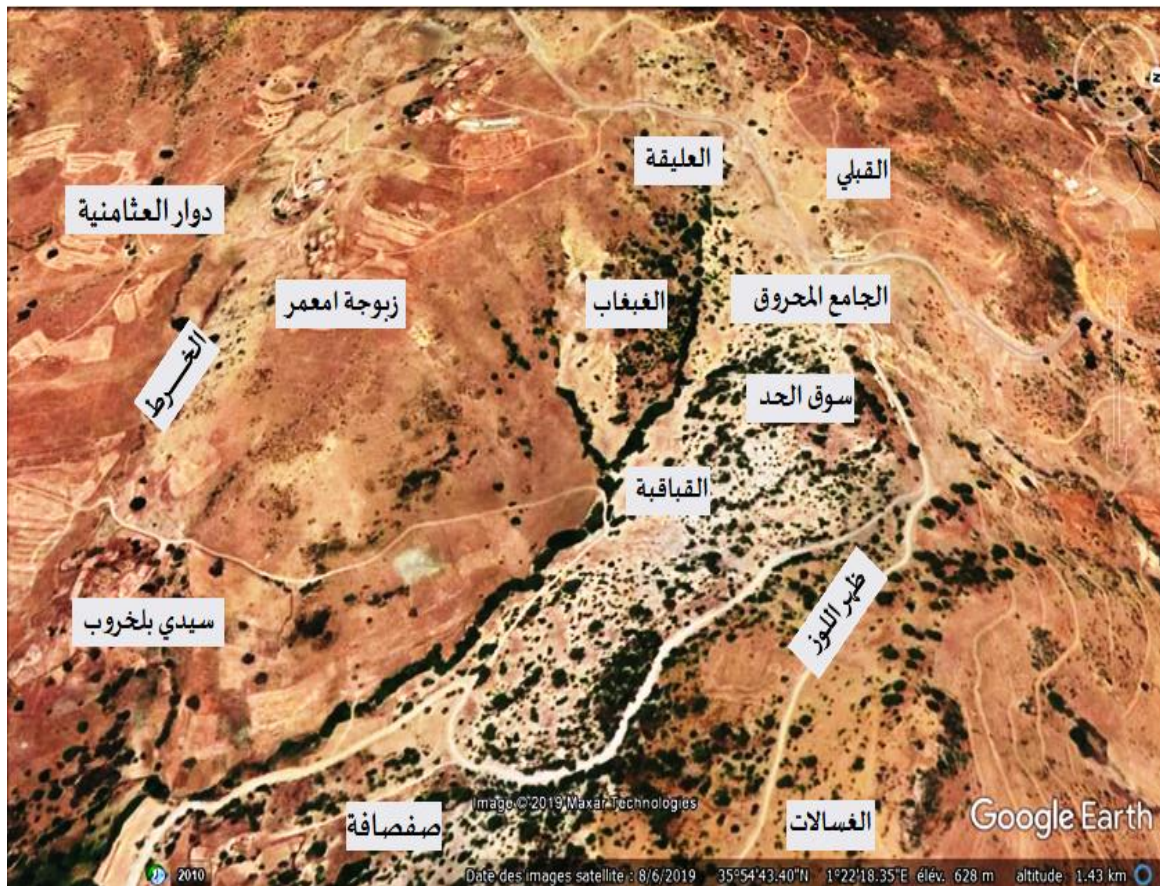 العليقة
القبلي
دوار العثامنية
زبوجة امعمر
الغبغاب
الجامع المحروق
الخرط
سوق الحد
القباقبة
ظهر اللوز
سيدي بلخروب
Image © 2019 Maxar Technologies
صفصافة
الغسالات
Google Earth
2010
Date des images satellite : 8/6/2019 35°54'43.40"N 1°22'18.35"E élév. 628 m altitude 1.43 km